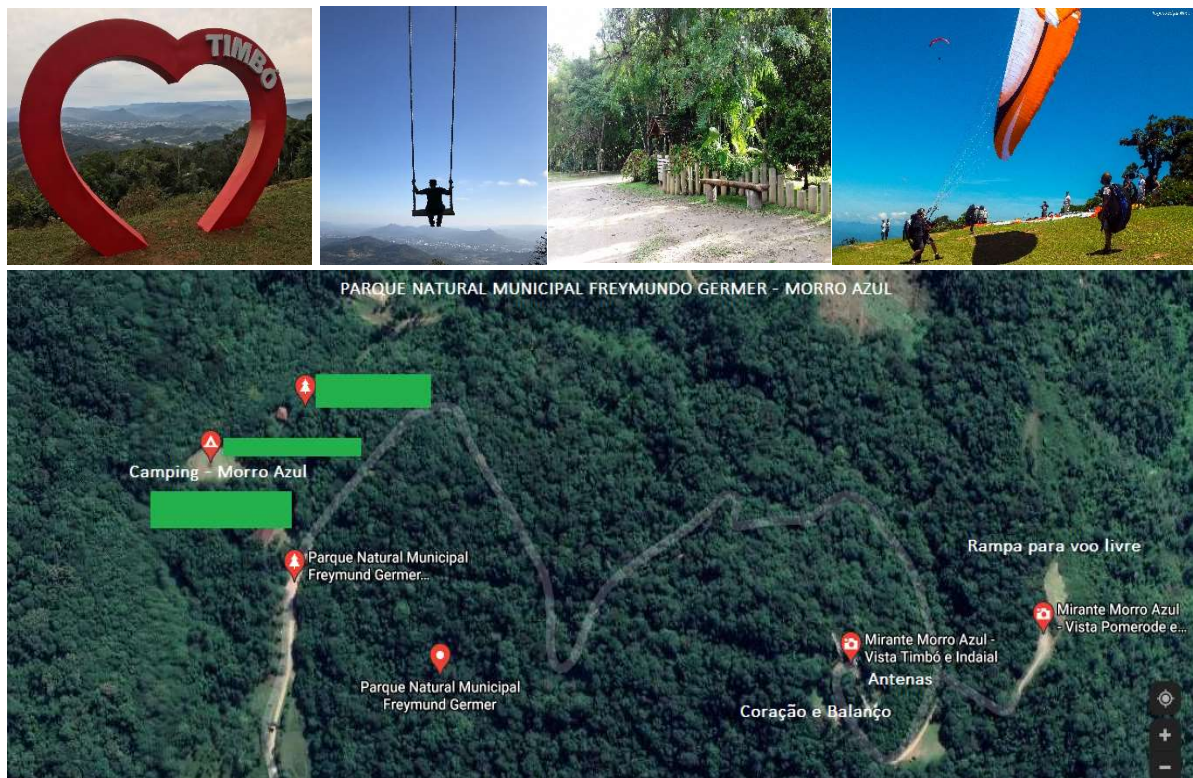 TIMBÓ
PARQUE NATURAL MUNICIPAL FREYMUNDO GERMER - MORRO AZUL
Camping - Morro Azul
Parque Natural Municipal
Freymund Germer...
Rampa para voo livre
Mirante Morro Azul
- Vista Pomerode e...
Mirante Morro Azul -
Vista Timbó e Indaial
Antenas
Parque Natural Municipal
Freymund Germer
Coração e Balanço